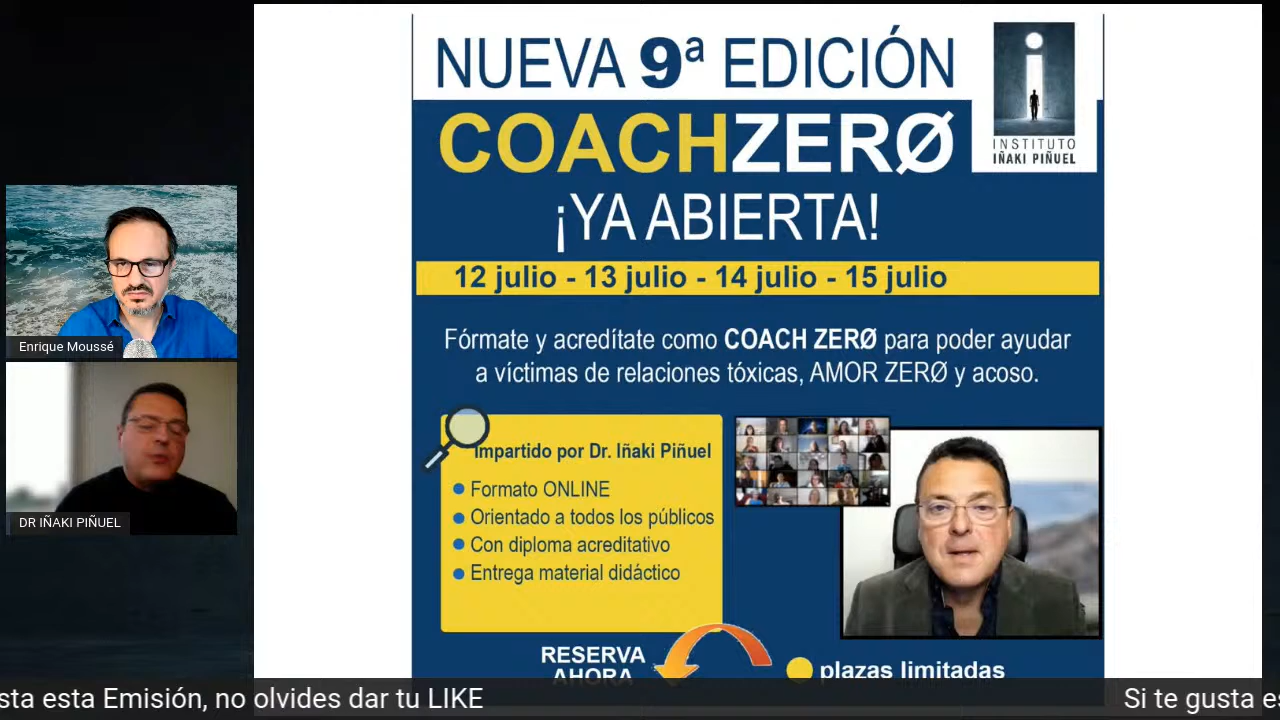 NUEVA 9ª EDICIÓN
COACHZERØ
¡YA ABIERTA!
INSTITUTO
IÑAKI PIÑUEL
12 julio - 13 julio - 14 julio - 15 julio
Fórmate y acredítate como COACH ZERØ para poder ayudar
a víctimas de relaciones tóxicas, AMOR ZERØ y acoso.
Enrique Moussé
DR IÑAKI PIÑUEL
Impartido por Dr. Iñaki Piñuel
Formato ONLINE
Orientado a todos los públicos
Con diploma acreditativo
Entrega material didáctico
RESERVA
AHORA
plazas limitadas
sta esta Emisión, no olvides dar tu LIKE
Si te gusta es